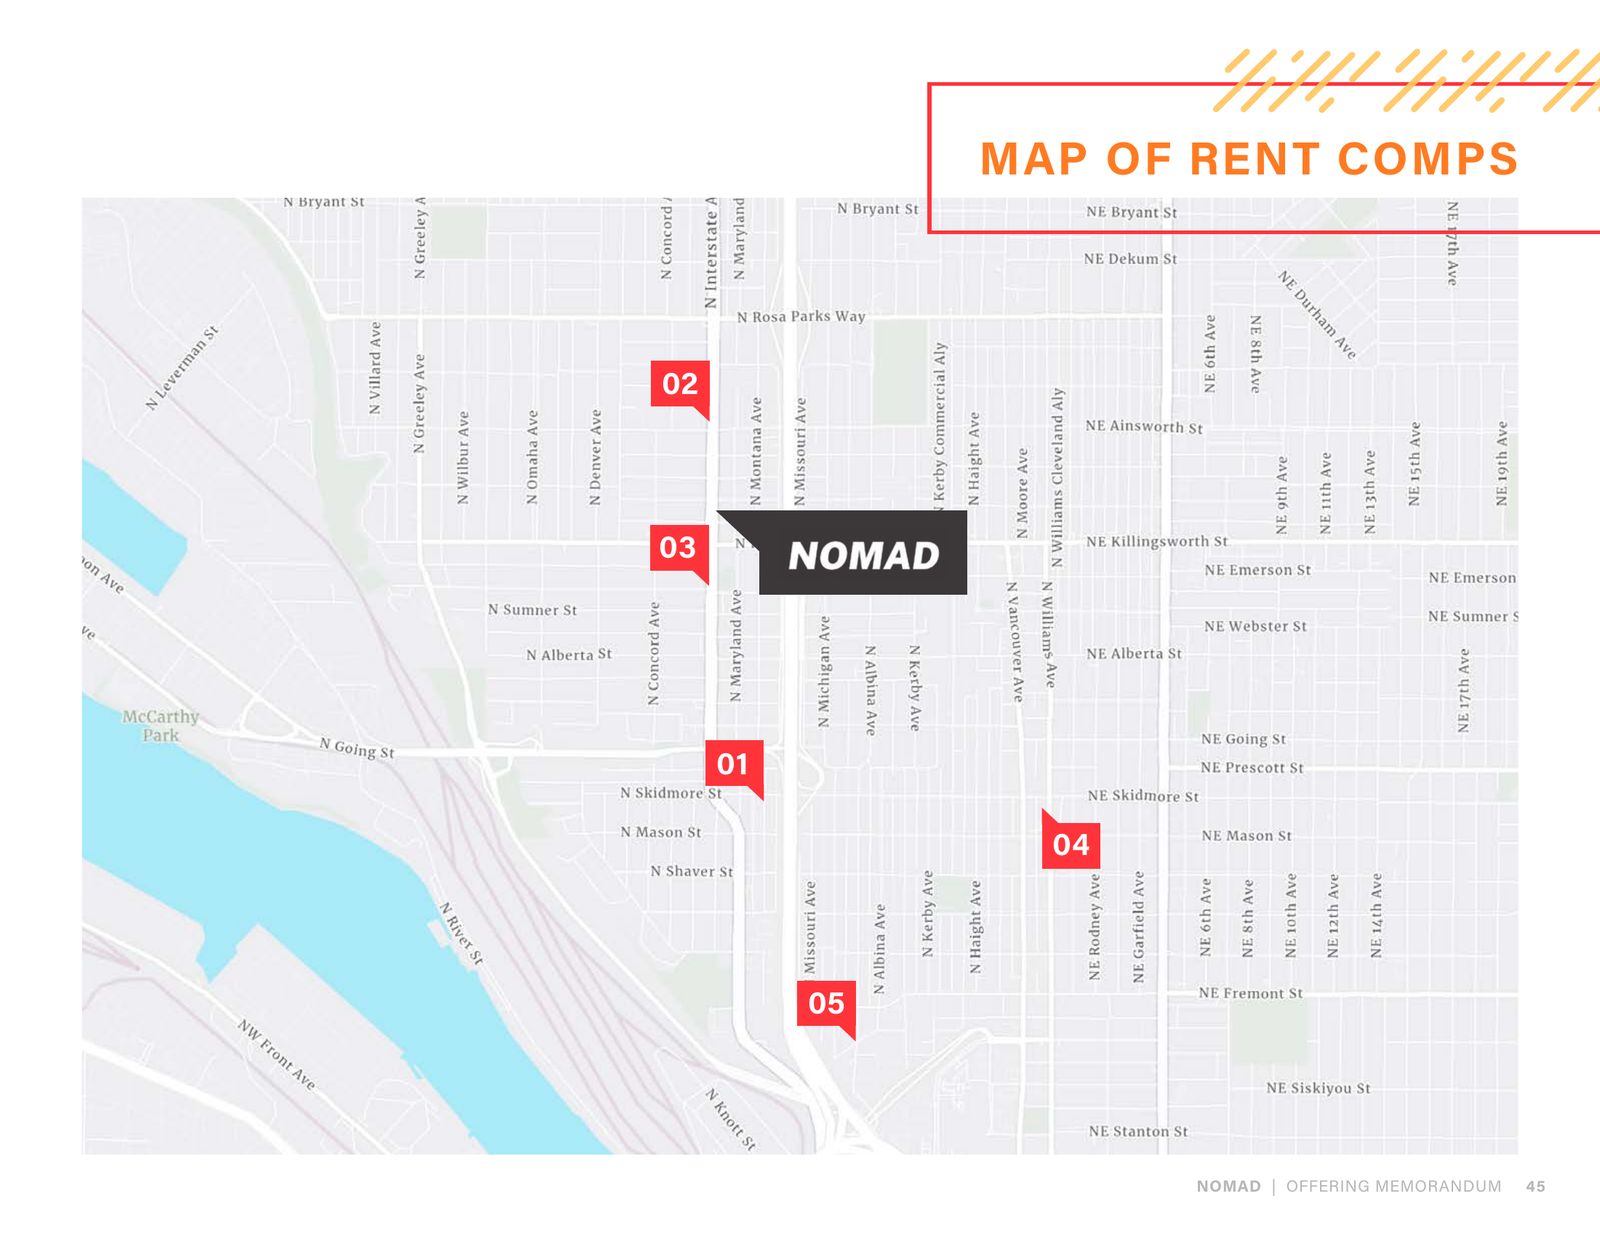 MAP OF RENT COMPS
N Bryant St
N Greeley A
N Concord
N Interstate A
N Maryland
N Bryant St
NE Bryant St
NE 17th Ave
NE Dekum St
NE Durham Ave
N Rosa Parks Way
N Leverman St
N Villard Ave
N Greeley Ave
NE 6th Ave
NE 8th Ave
02
N Wilbur Ave
N Omaha Ave
N Denver Ave
N Montana Ave
N Missouri Ave
N Kerby Commercial Aly
N Haight Ave
N Moore Ave
N Williams Cleveland Aly
NE Ainsworth St
NE 9th Ave
NE 11th Ave
NE 13th Ave
NE 15th Ave
NE 19th Ave
03
N
NOMAD
NE Killingsworth St
NE Emerson St
NE Emerson
oon Ave
ve
N Sumner St
NE Sumner S
NE Webster St
N Alberta St
N Concord Ave
N Maryland Ave
N Michigan Ave
N Albina Ave
N Kerby Ave
N Vancouver Ave
N Williams Ave
NE Alberta St
NE 17th Ave
McCarthy
Park
N Going St
NE Going St
01
NE Prescott St
N Skidmore St
NE Skidmore St
N Mason St
NE Mason St
04
N Shaver St
N River St
Missouri Ave
N Albina Ave
N Kerby Ave
N Haight Ave
NE Rodney Ave
NE Garfield Ave
NE 6th Ave
NE 8th Ave
NE 10th Ave
NE 12th Ave
NE 14th Ave
05
NE Fremont St
NW Front Ave
N Knott St
NE Siskiyou St
NE Stanton St
NOMAD | OFFERING MEMORANDUM 45